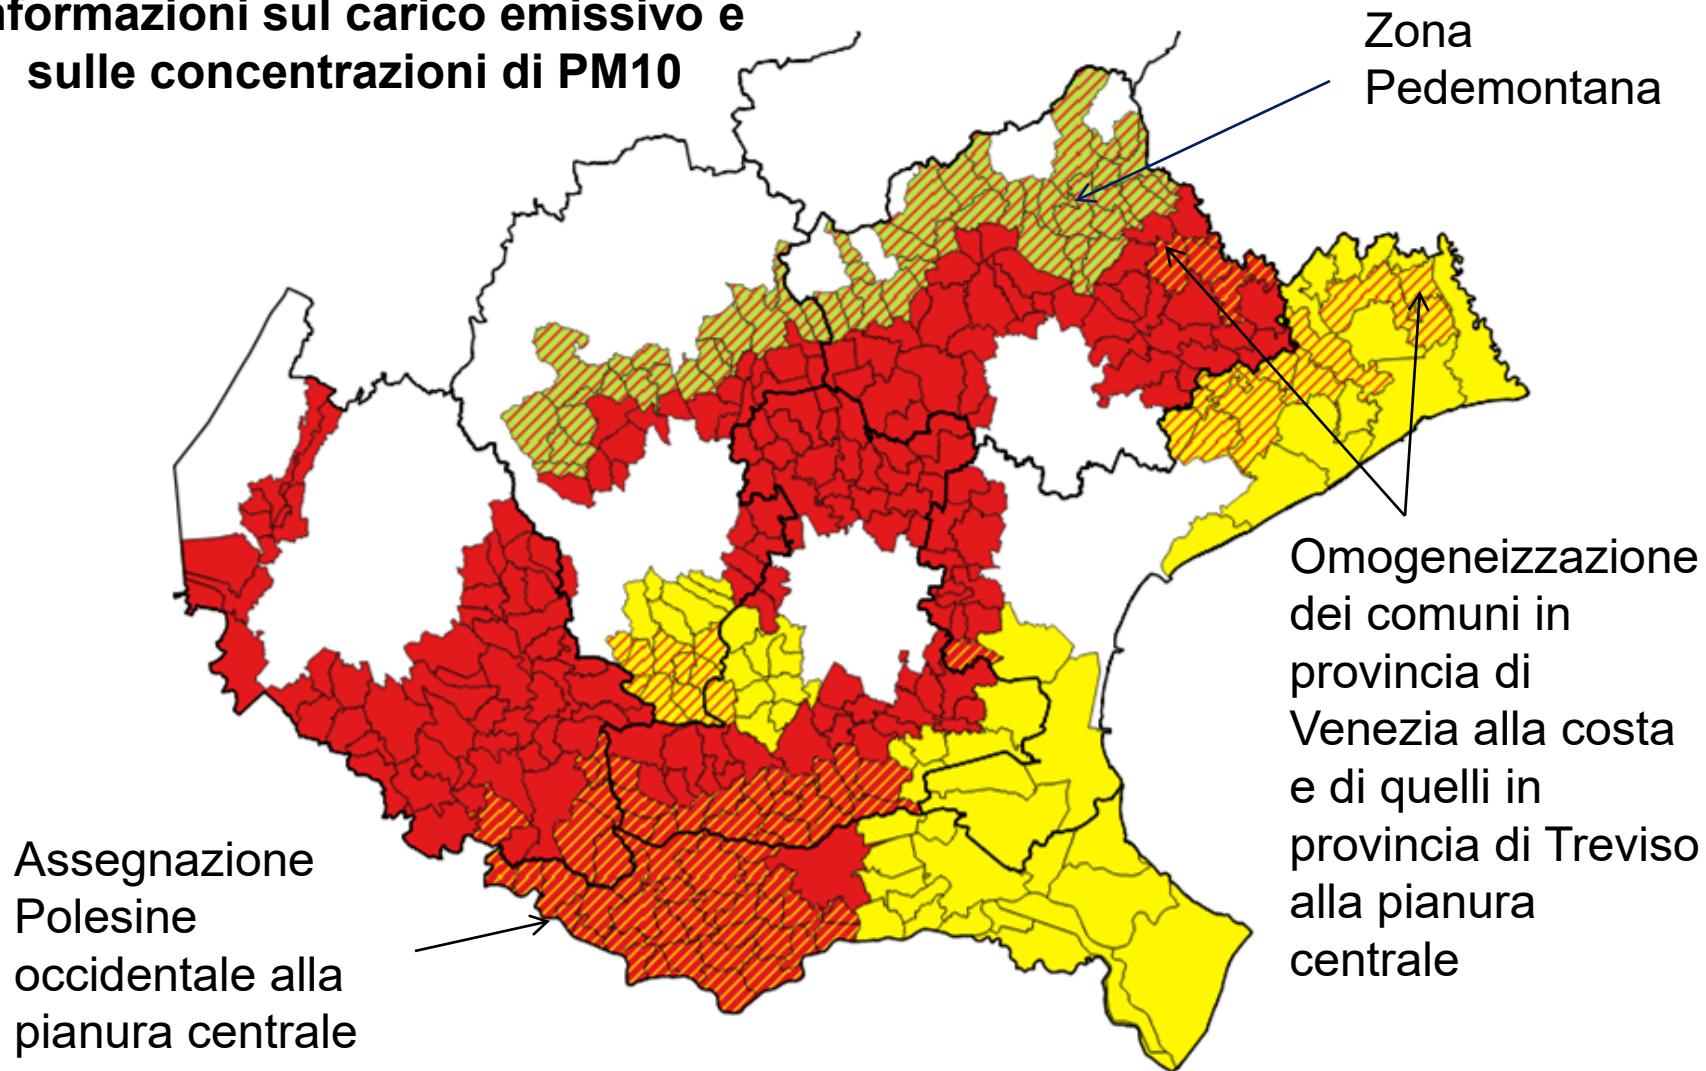 nformazioni sul carico emissivo e
sulle concentrazioni di PM10
Zona
Pedemontana
Omogeneizzazione
dei comuni in
provincia di
Venezia alla costa
e di quelli in
provincia di Treviso
alla pianura
centrale
Assegnazione
Polesine
occidentale alla
pianura centrale